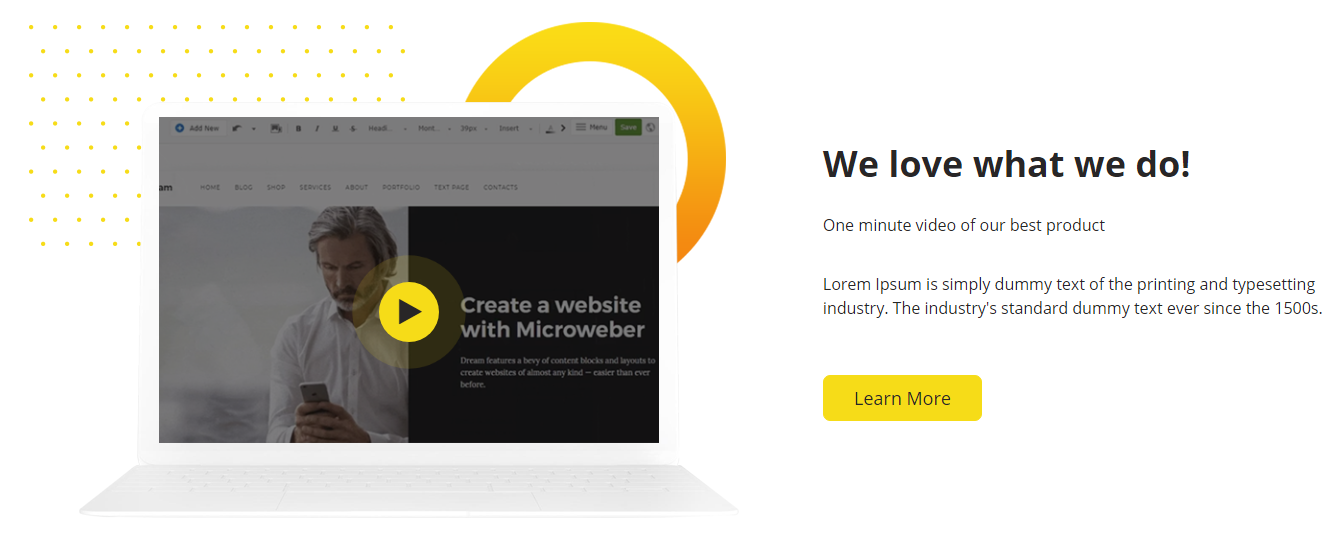 Add New B I U S Headl... Mont... 39px Insert A Menu Save
am HOME BLOG SHOP SERVICES ABOUT PORTFOLIO TEXT PAGE CONTACTS
Create a website
with Microweber
Dream features a bevy of content blocks and layouts to
create websites of almost any kind — easier than ever
before.
We love what we do!
One minute video of our best product
Lorem Ipsum is simply dummy text of the printing and typesetting
industry. The industry's standard dummy text ever since the 1500s.
Learn More